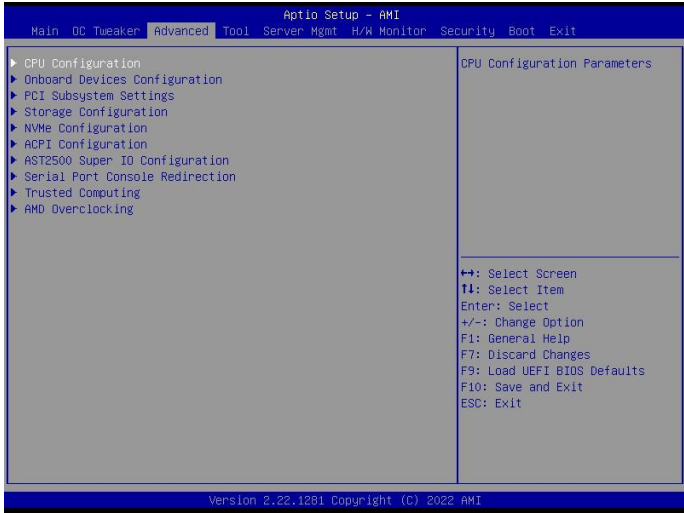 Aptio Setup - AMI
Main OC Tweaker Advanced Tool Server Mgmt H/W Monitor Security Boot Exit
▶ CPU Configuration
▶ Onboard Devices Configuration
▶ PCI Subsystem Settings
▶ Storage Configuration
▶ NVMe Configuration
▶ ACPI Configuration
▶ AST2500 Super IO Configuration
▶ Serial Port Console Redirection
▶ Trusted Computing
▶ AMD Overclocking
CPU Configuration Parameters
↔: Select Screen
↑↓: Select Item
Enter: Select
+/-: Change Option
F1: General Help
F7: Discard Changes
F9: Load UEFI BIOS Defaults
F10: Save and Exit
ESC: Exit
Version 2.22.1281 Copyright (C) 2022 AMI